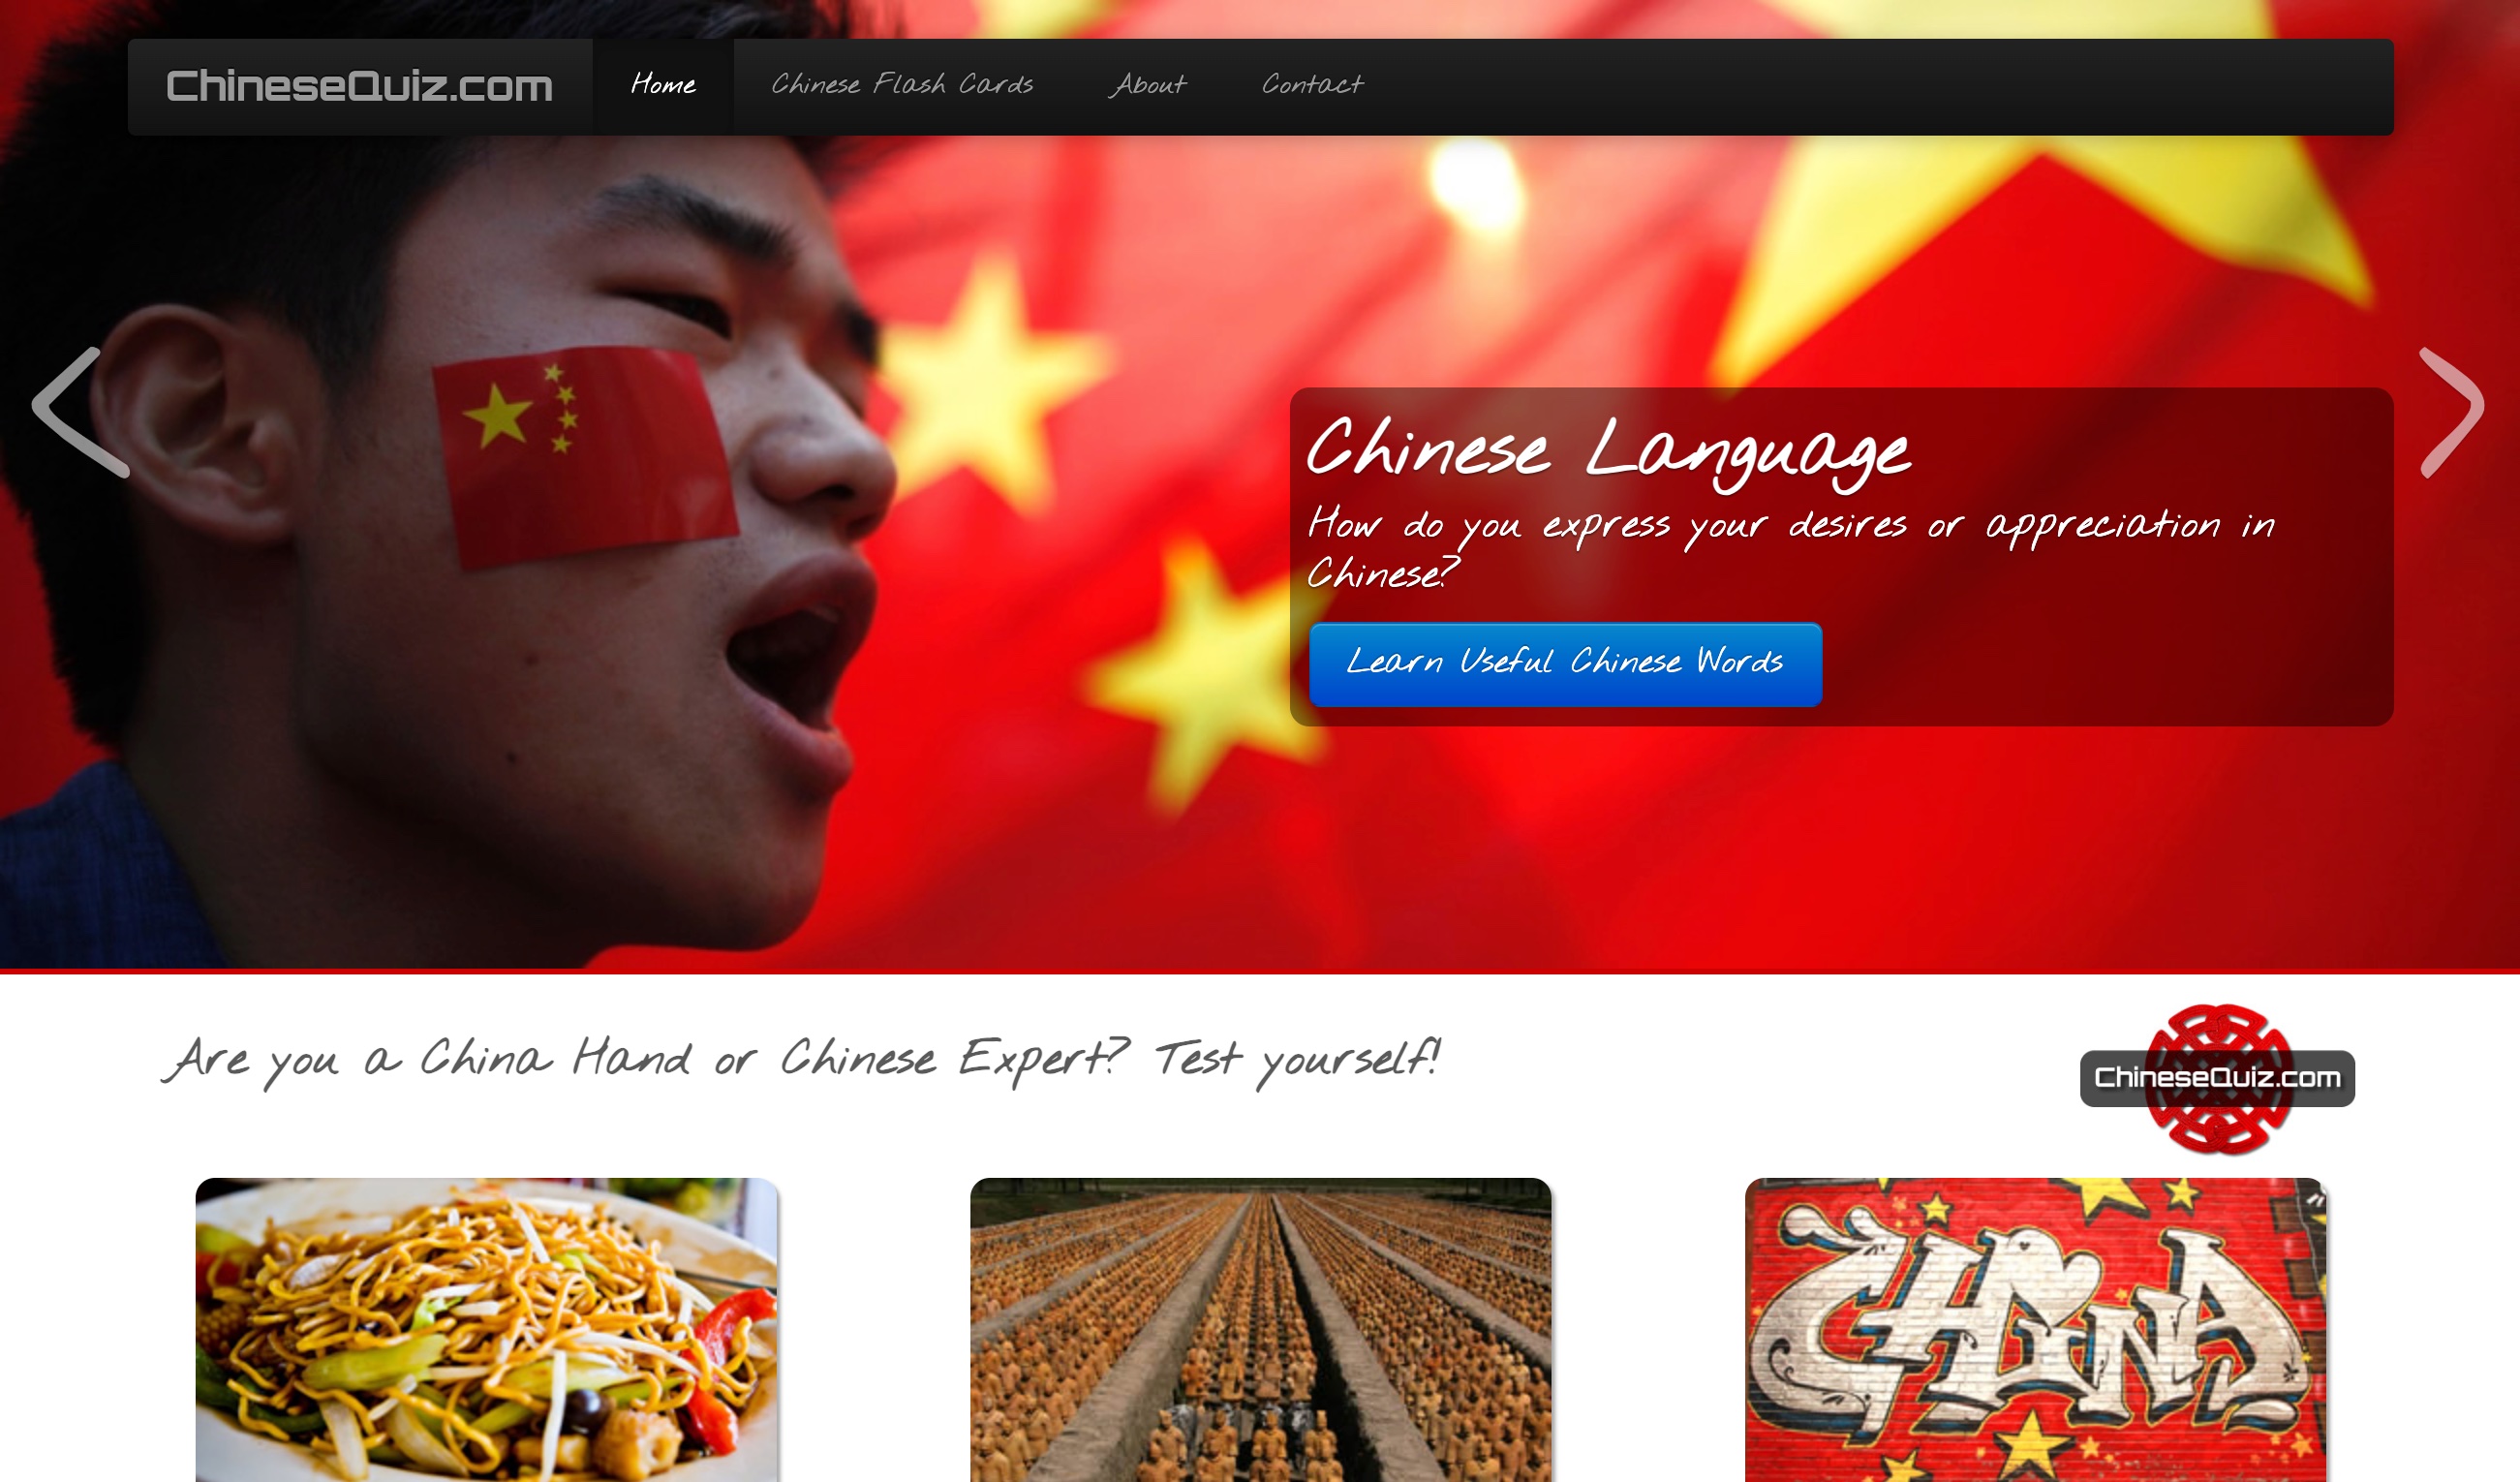 ChineseQuiz.com
Home
Chinese Flash Cards
About
Contact
Chinese Language
How do you express your desires or appreciation in
Chinese?
Learn Useful Chinese Words
Are you a China Hand or Chinese Expert? Test yourself!
ChineseQuiz.com
CHINA